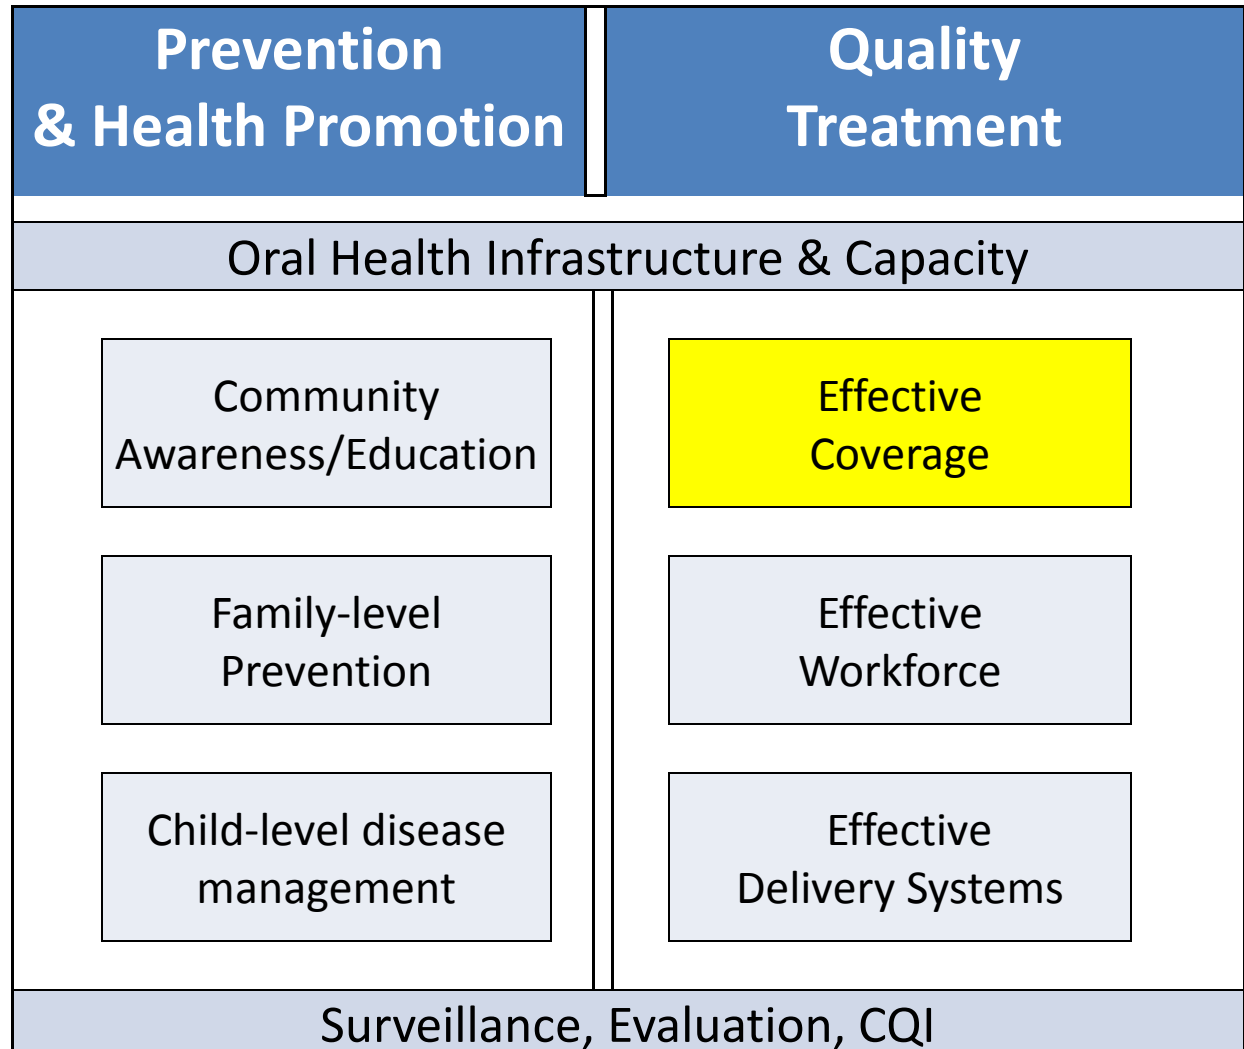 Prevention
& Health Promotion
Quality
Treatment
Oral Health Infrastructure & Capacity
Community
Awareness/Education
Effective
Coverage
Family-level
Prevention
Effective
Workforce
Child-level disease
management
Effective
Delivery Systems
Surveillance, Evaluation, CQI